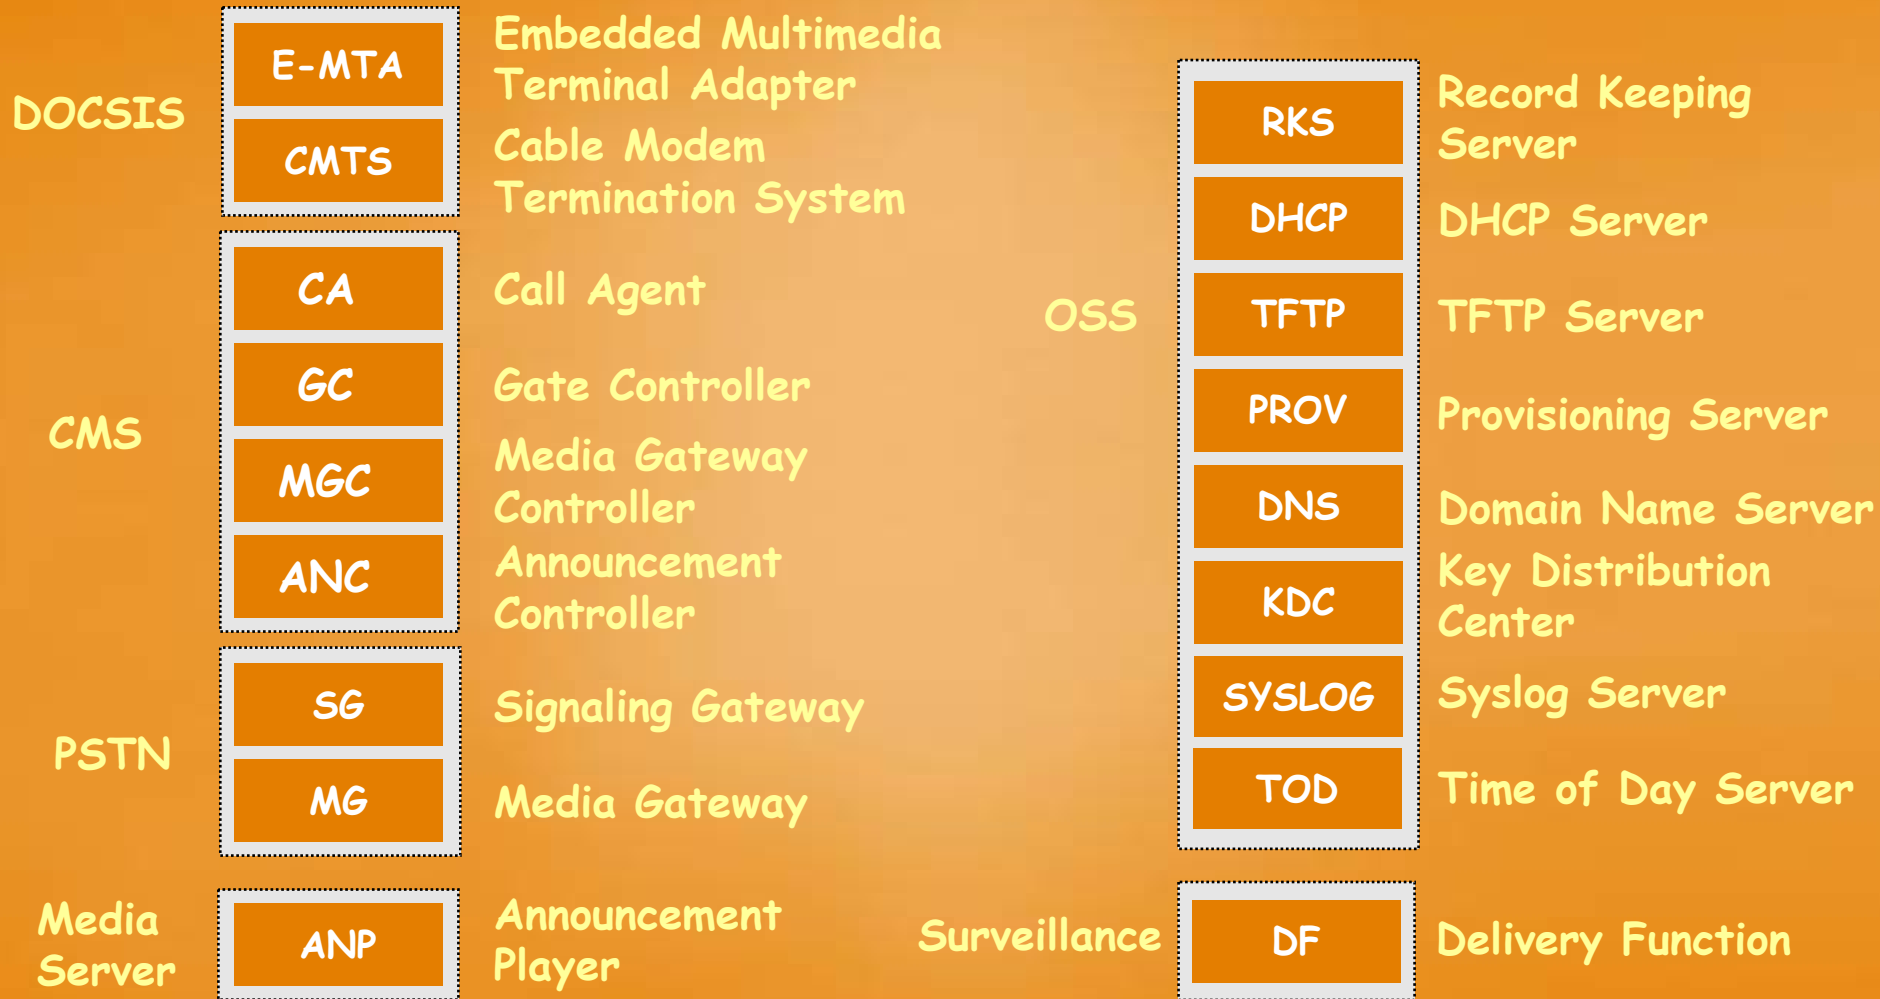 DOCSIS
E-MTA
Embedded Multimedia
Terminal Adapter
CMTS
Cable Modem
Termination System
CMS
CA
Call Agent
GC
Gate Controller
MGC
Media Gateway
Controller
ANC
Announcement
Controller
PSTN
SG
Signaling Gateway
MG
Media Gateway
Media
Server
ANP
Announcement
Player
OSS
RKS
Record Keeping
Server
DHCP
DHCP Server
TFTP
TFTP Server
PROV
Provisioning Server
DNS
Domain Name Server
KDC
Key Distribution
Center
SYSLOG
Syslog Server
TOD
Time of Day Server
Surveillance
DF
Delivery Function